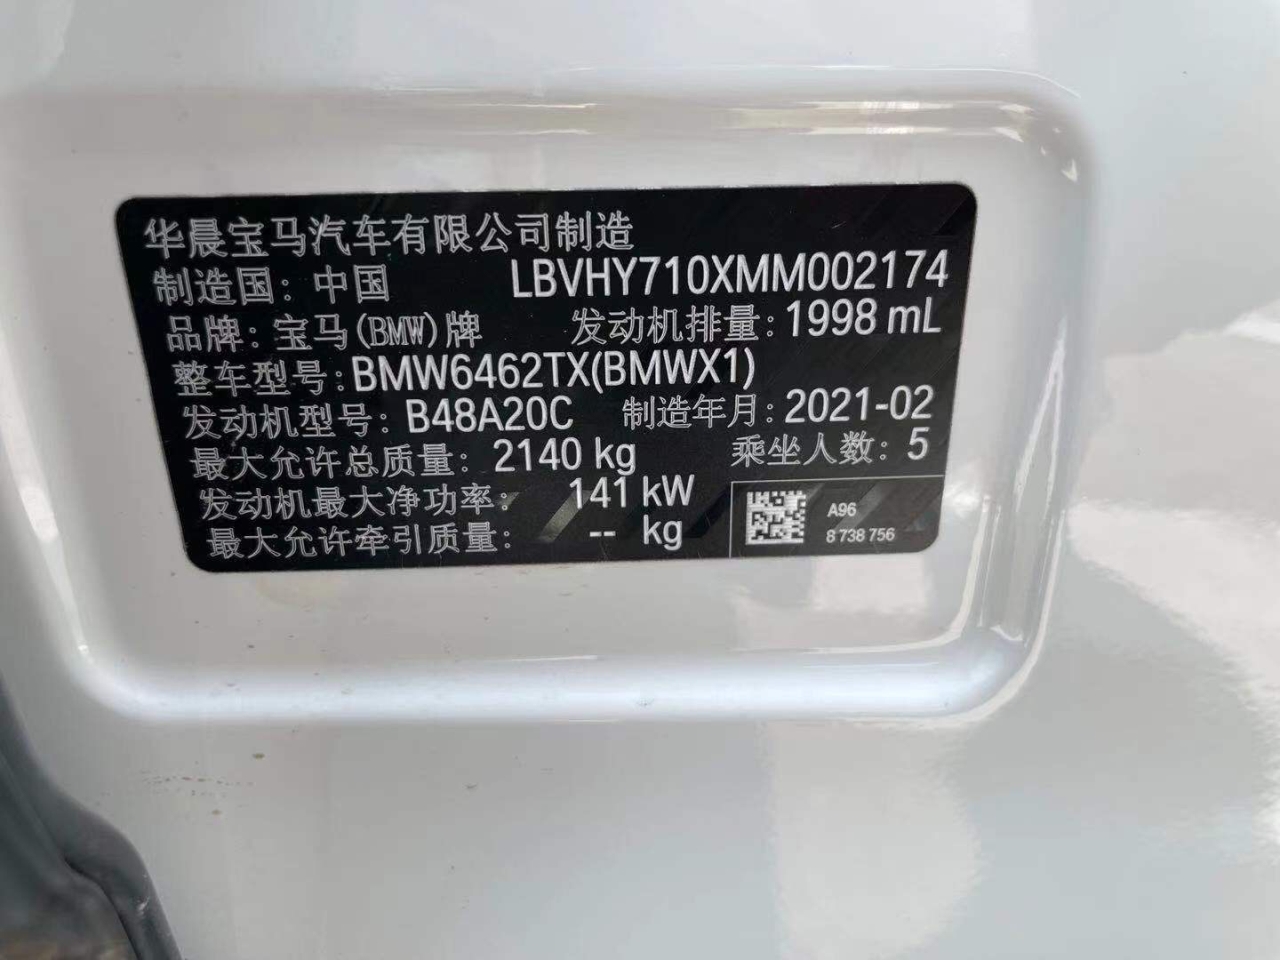 华晨宝马汽车有限公司制造
制造国：中国 LBVHY710XMM002174
品牌：宝马(BMW)牌 发动机排量：1998 mL
整车型号：BMW6462TX(BMWX1)
发动机型号：B48A20C 制造年月：2021-02
最大允许总质量：2140 kg 乘坐人数：5
发动机最大净功率：141 kW
最大允许牵引质量：-- kg
A96
8 738 756